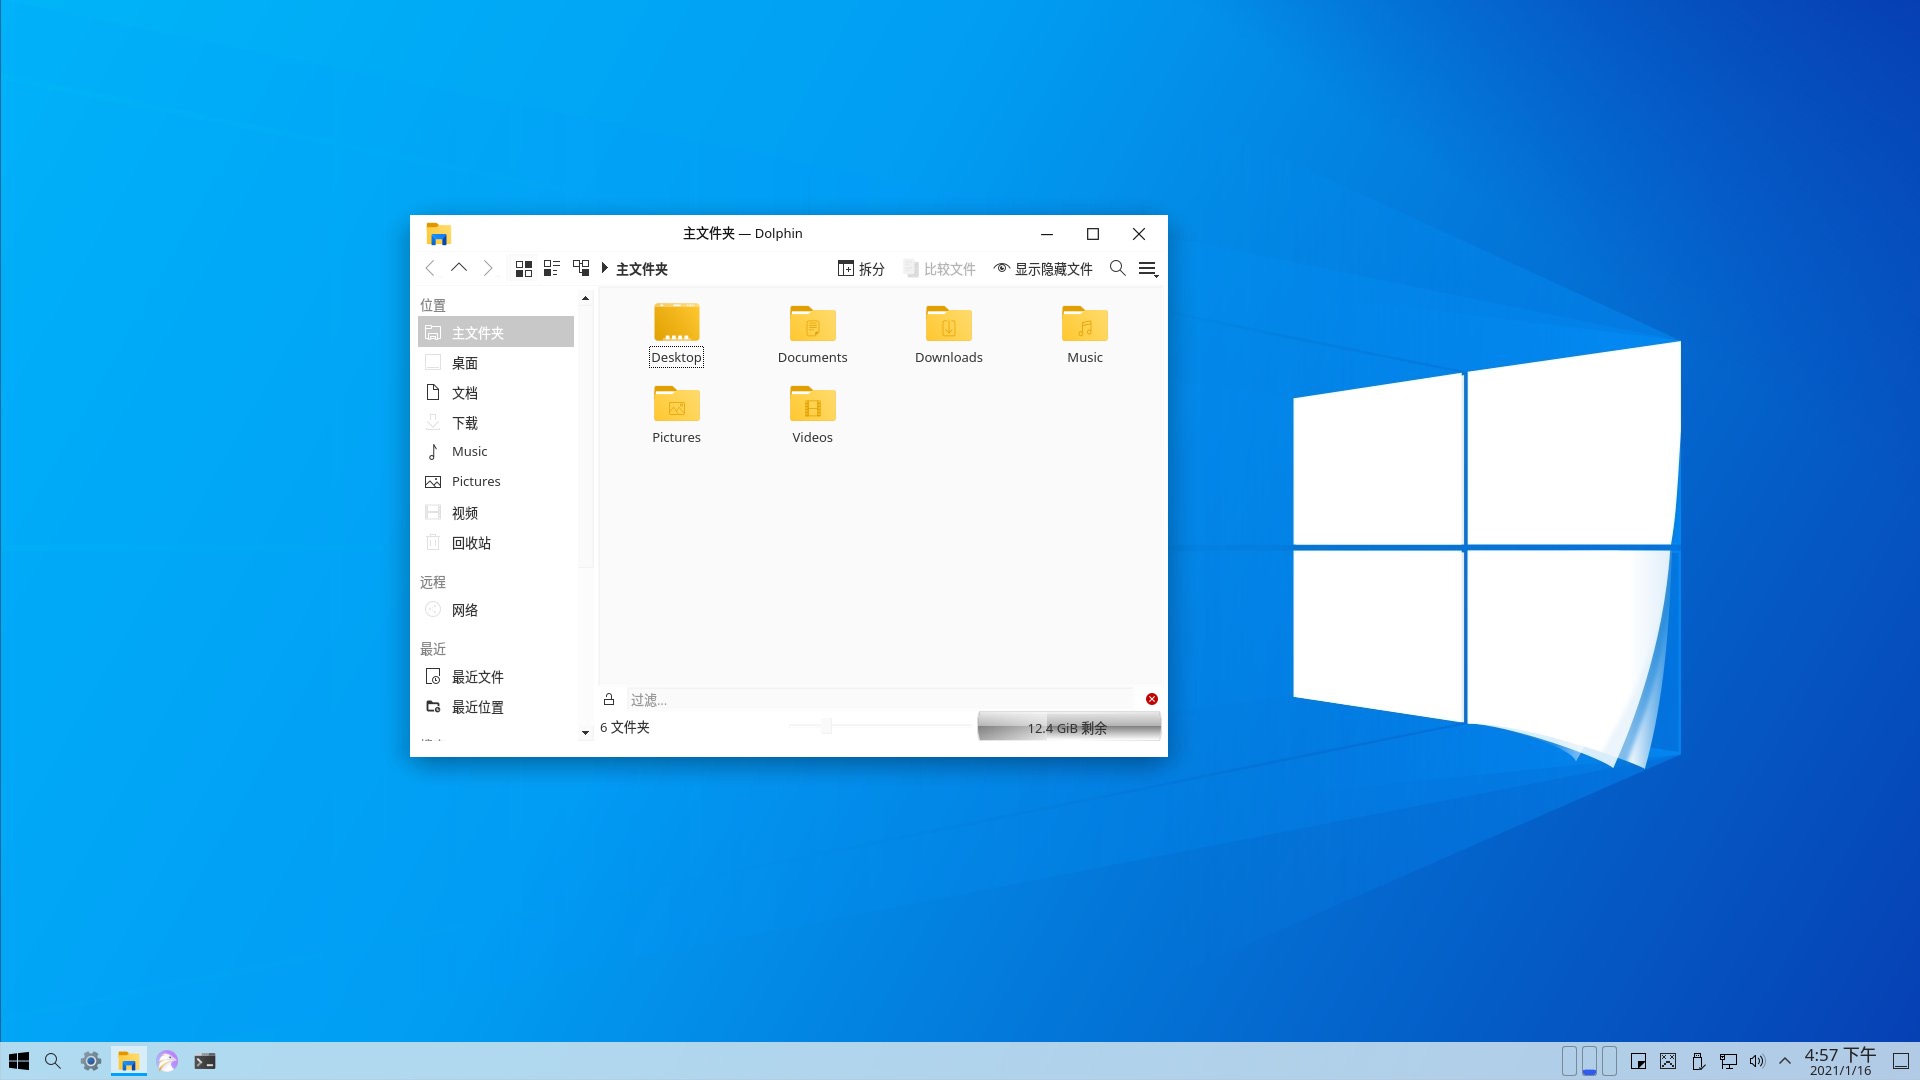 主文件夹 — Dolphin
主文件夹
拆分
比较文件
显示隐藏文件
位置
主文件夹
桌面
文档
下载
Music
Pictures
视频
回收站
远程
网络
最近
最近文件
最近位置
Desktop
Documents
Downloads
Music
Pictures
Videos
过滤...
6 文件夹
12.4 GiB 剩余
4:57 下午
2021/1/16